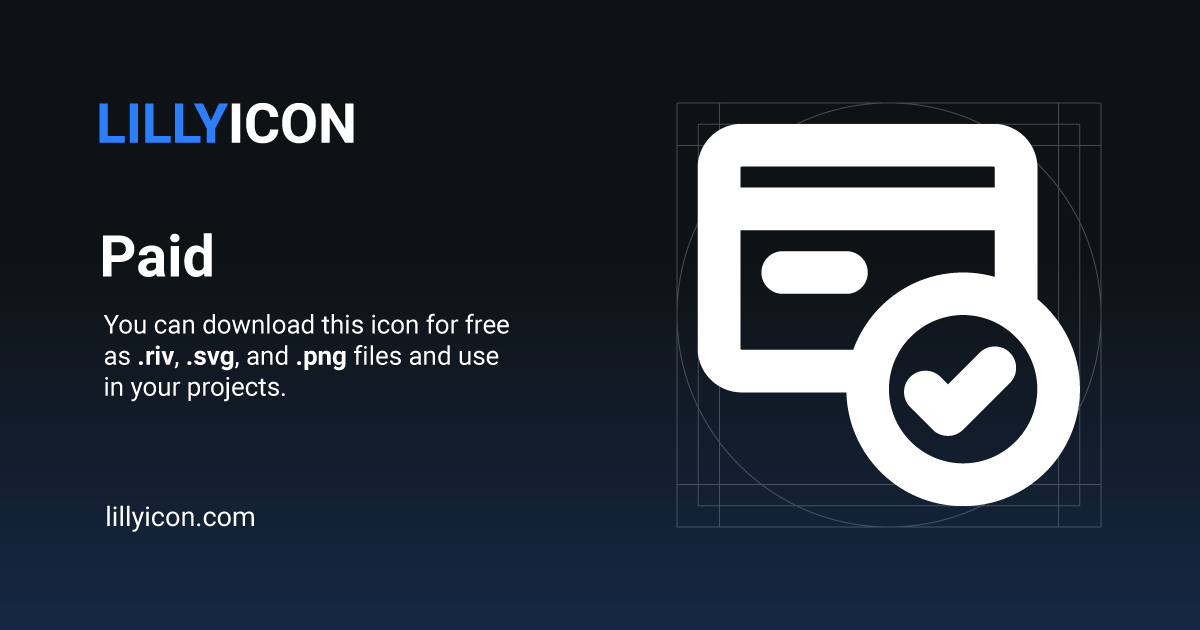 LILLYICON
Paid
You can download this icon for free
as .riv, .svg, and .png files and use
in your projects.
lillyicon.com